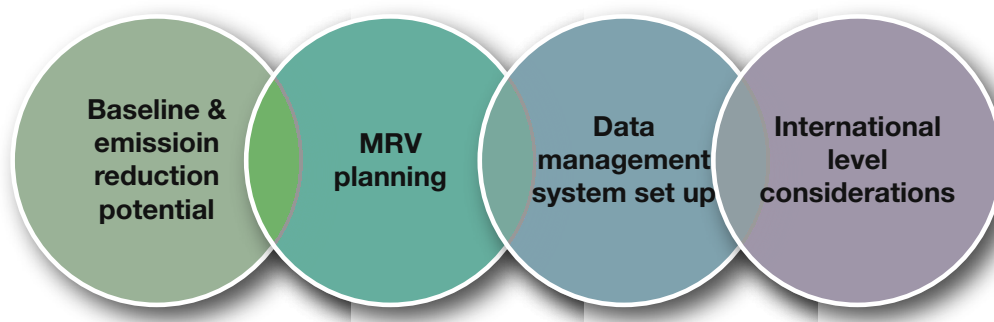 Baseline &
emissioin
reduction
potential
MRV
planning
Data
management
system set up
International
level
considerations